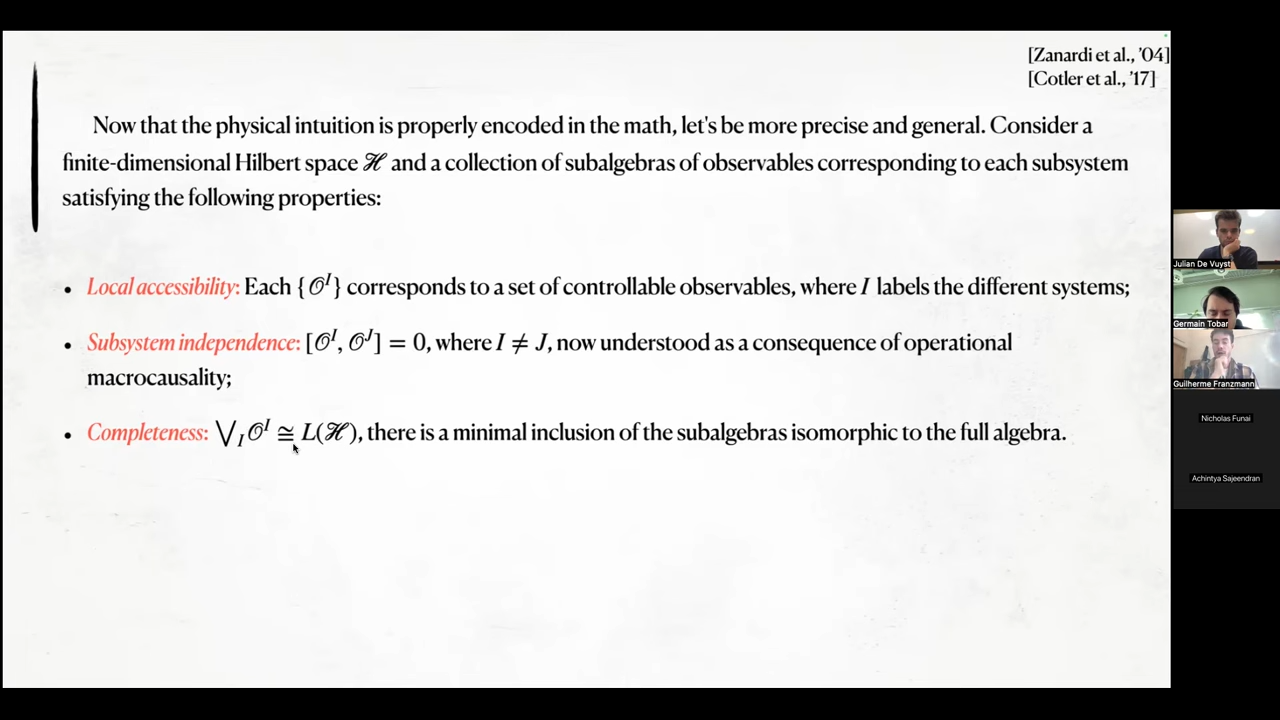 [Zanardi et al., '04]
[Cotler et al., '17]
Now that the physical intuition is properly encoded in the math, let's be more precise and general. Consider a
finite-dimensional Hilbert space ℋ and a collection of subalgebras of observables corresponding to each subsystem
satisfying the following properties:
• Local accessibility: Each {𝒪^I} corresponds to a set of controllable observables, where I labels the different systems;
• Subsystem independence: [𝒪^I, 𝒪^J] = 0, where I ≠ J, now understood as a consequence of operational
macrocausality;
• Completeness: ⋁_I 𝒪^I ≅ L(ℋ), there is a minimal inclusion of the subalgebras isomorphic to the full algebra.
Julian De Vuyst
Germain Tobar
Guilherme Franzmann
Nicholas Funai
Achintya Sajeendran